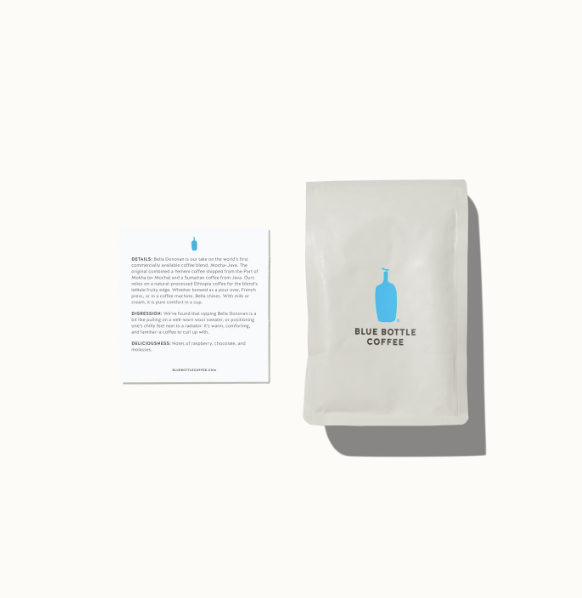 DETAILS: Bella Donovan is our take on the world's first
commercially available coffee blend, Mocha-Java. The
original contained a Yemeni coffee shipped from the Port of
Mokha (or Mocha) and a Sumatran coffee from Java. Ours
relies on a natural-processed Ethiopia coffee for the blend's
telltale fruity edge. Whether brewed as a pour over, French
press, or in a coffee machine, Bella shines. With milk or
cream, it is pure comfort in a cup.
DIGRESSION: We've found that sipping Bella Donovan is a
bit like pulling on a well-worn wool sweater, or positioning
one's chilly feet next to a radiator. It's warm, comforting,
and familiar–a coffee to curl up with.
DELICIOUSNESS: Notes of raspberry, chocolate, and
molasses.
BLUEBOTTLECOFFEE.COM
BLUE BOTTLE
COFFEE